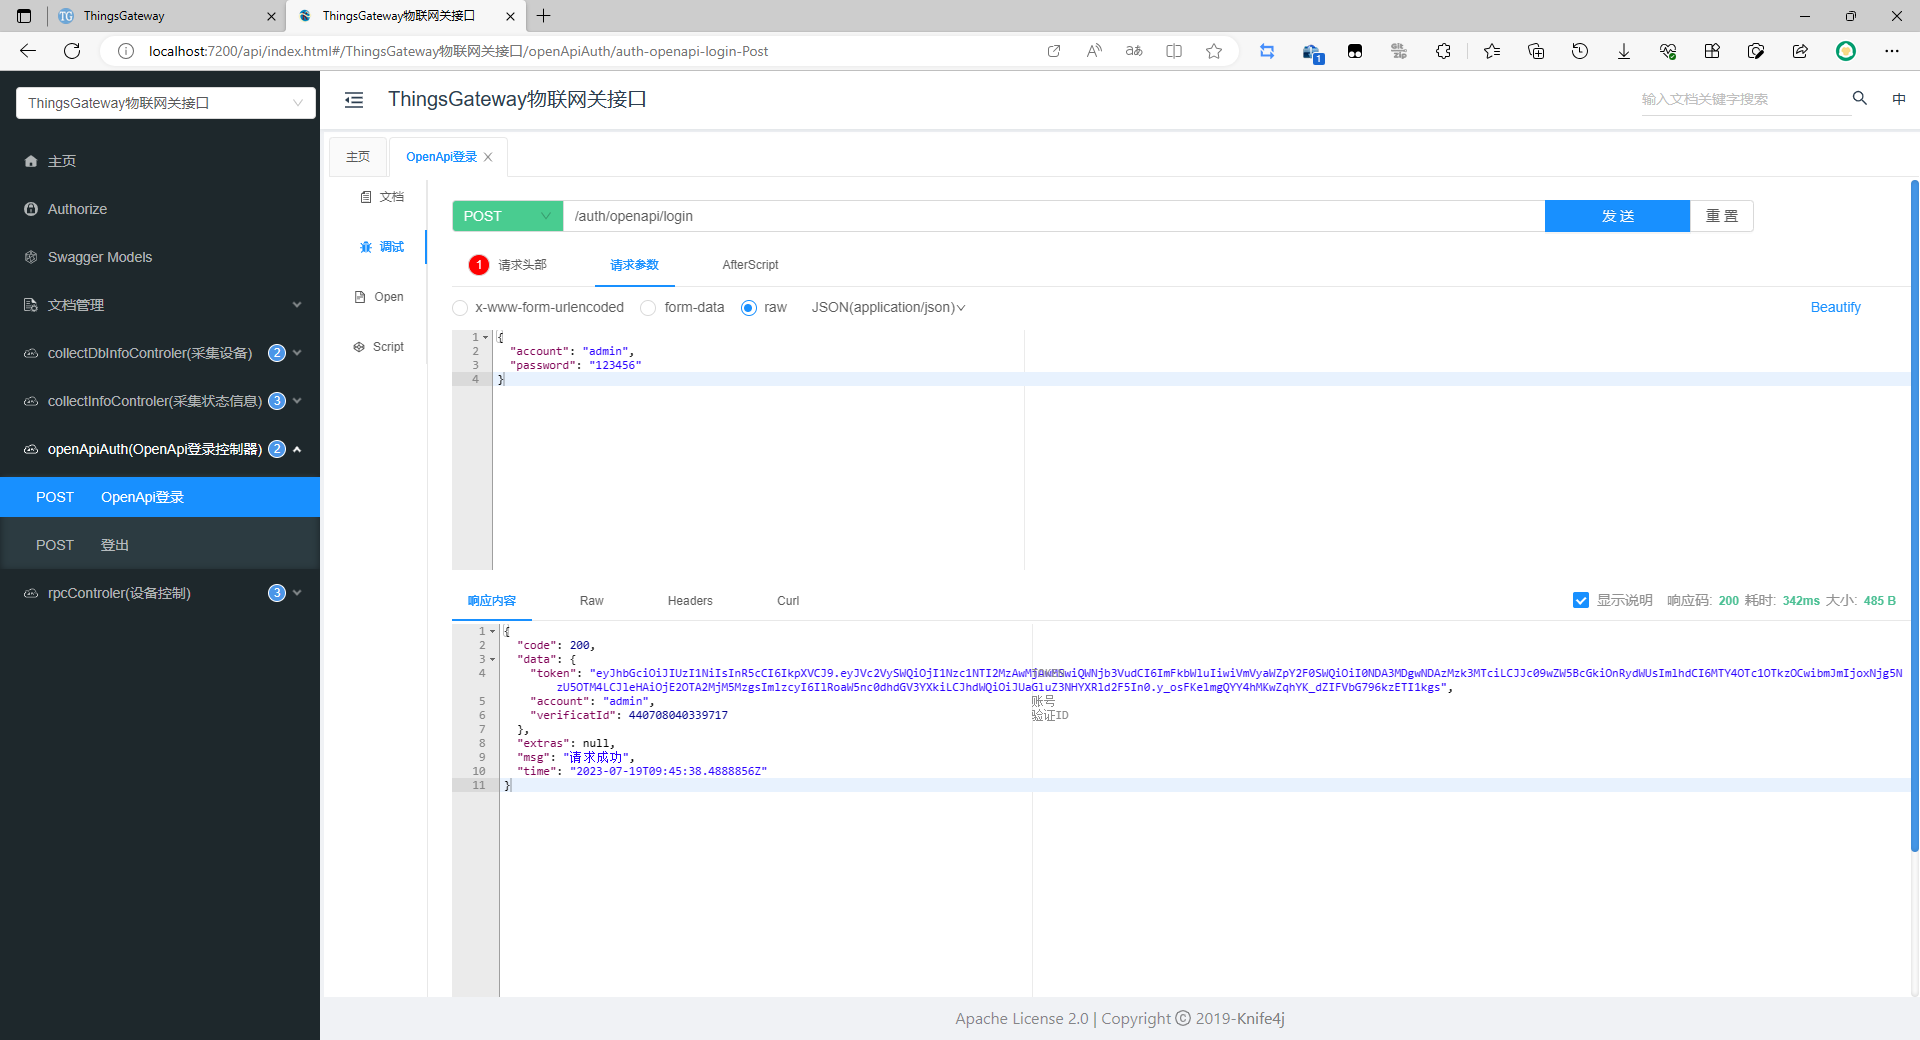 ThingsGateway
ThingsGateway物联网关接口
localhost:7200/api/index.html#/ThingsGateway物联网关接口/openApiAuth/auth-openapi-login-Post
1
ThingsGateway物联网关接口
主页
Authorize
Swagger Models
文档管理
collectDbInfoControler(采集设备) 2
collectInfoControler(采集状态信息) 3
openApiAuth(OpenApi登录控制器) 2
POST OpenApi登录
POST 登出
rpcControler(设备控制) 3
ThingsGateway物联网关接口
输入文档关键字搜索
中
主页
OpenApi登录
文档
调试
Open
Script
POST /auth/openapi/login 发 送 重 置
1 请求头部 请求参数 AfterScript
x-www-form-urlencoded form-data raw JSON(application/json) Beautify
1 {
2 "account": "admin",
3 "password": "123456"
4 }
响应内容 Raw Headers Curl 显示说明 响应码: 200 耗时: 342ms 大小: 485 B
1 {
2 "code": 200,
3 "data": {
4 "token":
5 "account": "admin", 账号
6 "verificatId": 440708040339717 验证ID
7 },
8 "extras": null,
9 "msg": "请求成功",
10 "time": "2023-07-19T09:45:38.4888856Z"
11 }
Apache License 2.0 | Copyright © 2019-Knife4j